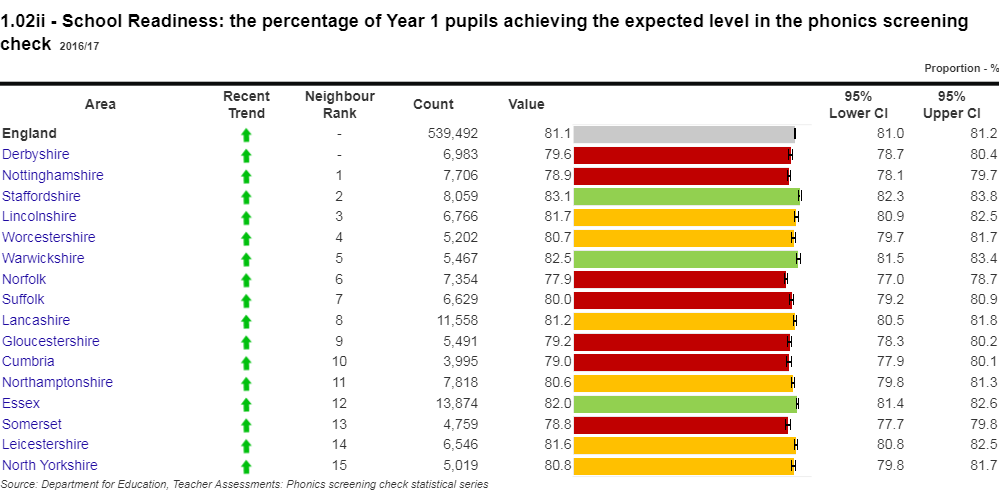 1.02ii - School Readiness: the percentage of Year 1 pupils achieving the expected level in the phonics screening
check 2016/17
Proportion - %
Area Recent Trend Neighbour Rank Count Value 95% Lower CI 95% Upper CI
England - 539,492 81.1 81.0 81.2
Derbyshire - 6,983 79.6 78.7 80.4
Nottinghamshire 1 7,706 78.9 78.1 79.7
Staffordshire 2 8,059 83.1 82.3 83.8
Lincolnshire 3 6,766 81.7 80.9 82.5
Worcestershire 4 5,202 80.7 79.7 81.7
Warwickshire 5 5,467 82.5 81.5 83.4
Norfolk 6 7,354 77.9 77.0 78.7
Suffolk 7 6,629 80.0 79.2 80.9
Lancashire 8 11,558 81.2 80.5 81.8
Gloucestershire 9 5,491 79.2 78.3 80.2
Cumbria 10 3,995 79.0 77.9 80.1
Northamptonshire 11 7,818 80.6 79.8 81.3
Essex 12 13,874 82.0 81.4 82.6
Somerset 13 4,759 78.8 77.7 79.8
Leicestershire 14 6,546 81.6 80.8 82.5
North Yorkshire 15 5,019 80.8 79.8 81.7
Source: Department for Education, Teacher Assessments: Phonics screening check statistical series